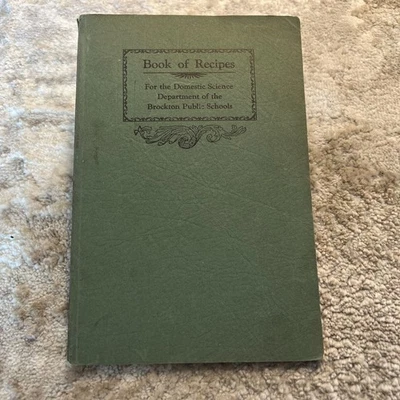 Book of Recipes
For the Domestic Science
Department of the
Brockton Public Schools